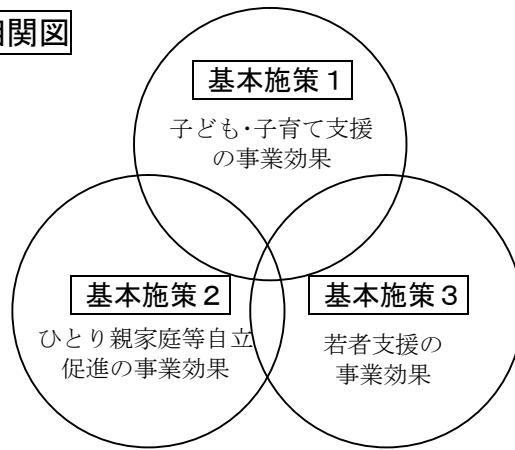 相関図
基本施策１
子ども･子育て支援
の事業効果
基本施策２
ひとり親家庭等自立
促進の事業効果
基本施策３
若者支援の
事業効果